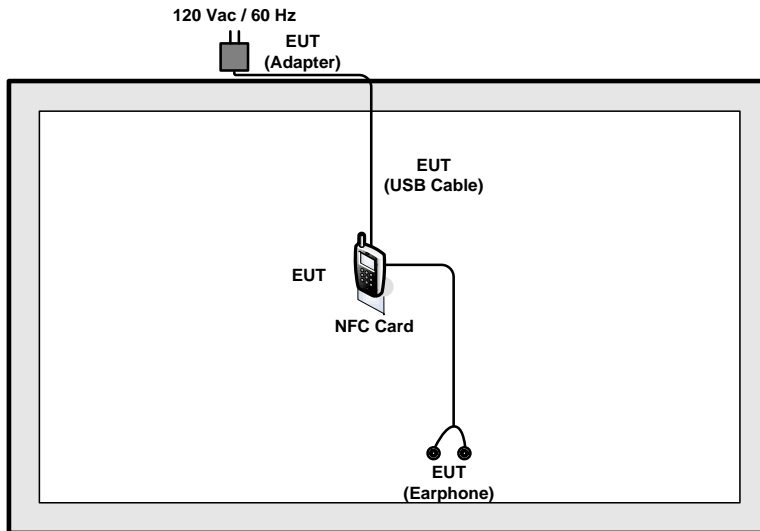 120 Vac / 60 Hz
EUT
(Adapter)
EUT
(USB Cable)
EUT
NFC Card
EUT
(Earphone)